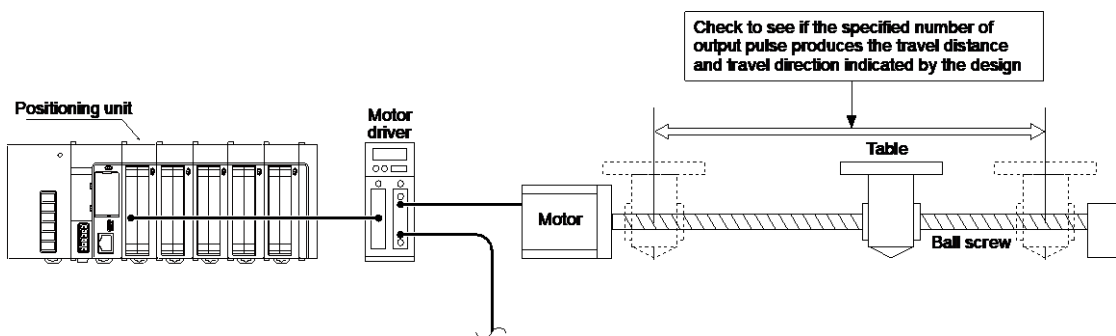 Check to see if the specified number of
output pulse produces the travel distance
and travel direction indicated by the design
Positioning unit
Motor
driver
Table
Motor
Ball screw